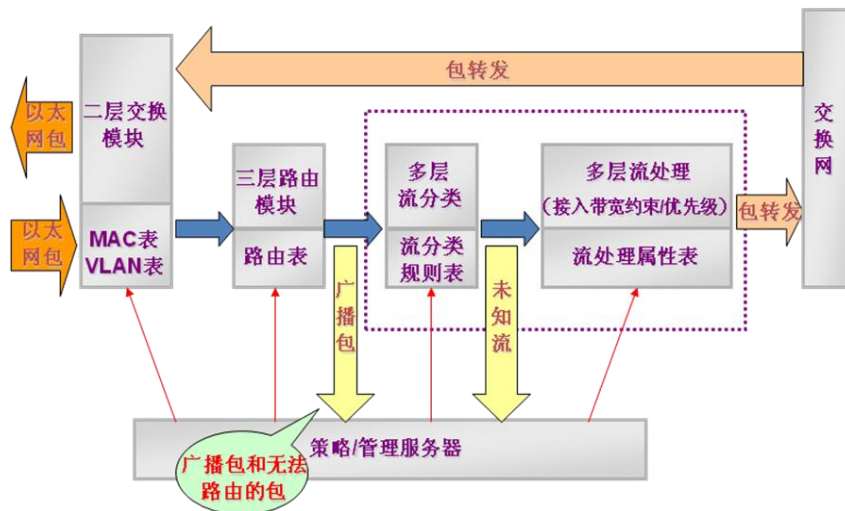 包转发
以太
网包
二层交换
模块
交
换
网
三层路由
模块
多层
流分类
多层流处理
(接入带宽约束/优先级)
包转发
以太
网包
MAC表
VLAN表
路由表
流分类
规则表
流处理属性表
广
播
包
未
知
流
策略/管理服务器
广播包和无法
路由的包